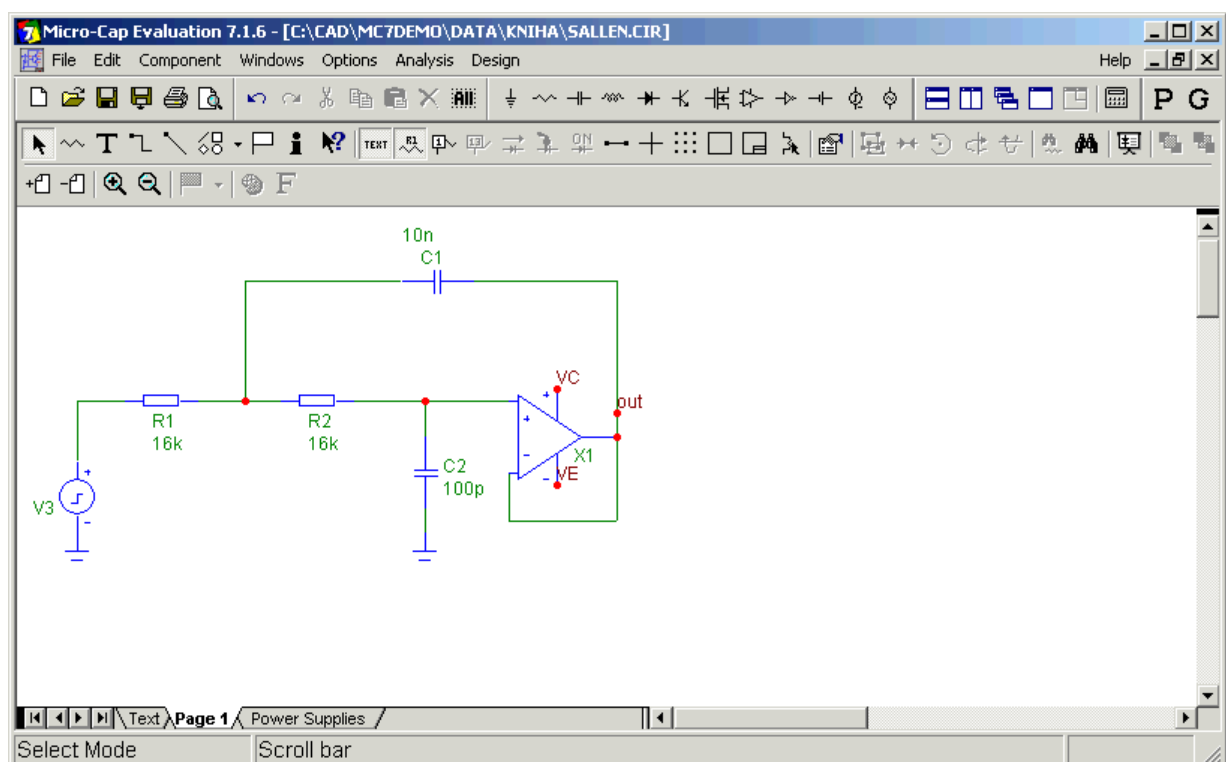 Micro-Cap Evaluation 7.1.6 - [C:\CAD\MC7DEMO\DATA\KNIHA\SALLEN.CIR]
File Edit Component Windows Options Analysis Design Help
P G
T TEXT R1
F
10n
C1
VC
out
R1
16k
R2
16k
X1
VE
C2
100p
V3
Text Page 1 Power Supplies
Select Mode Scroll bar